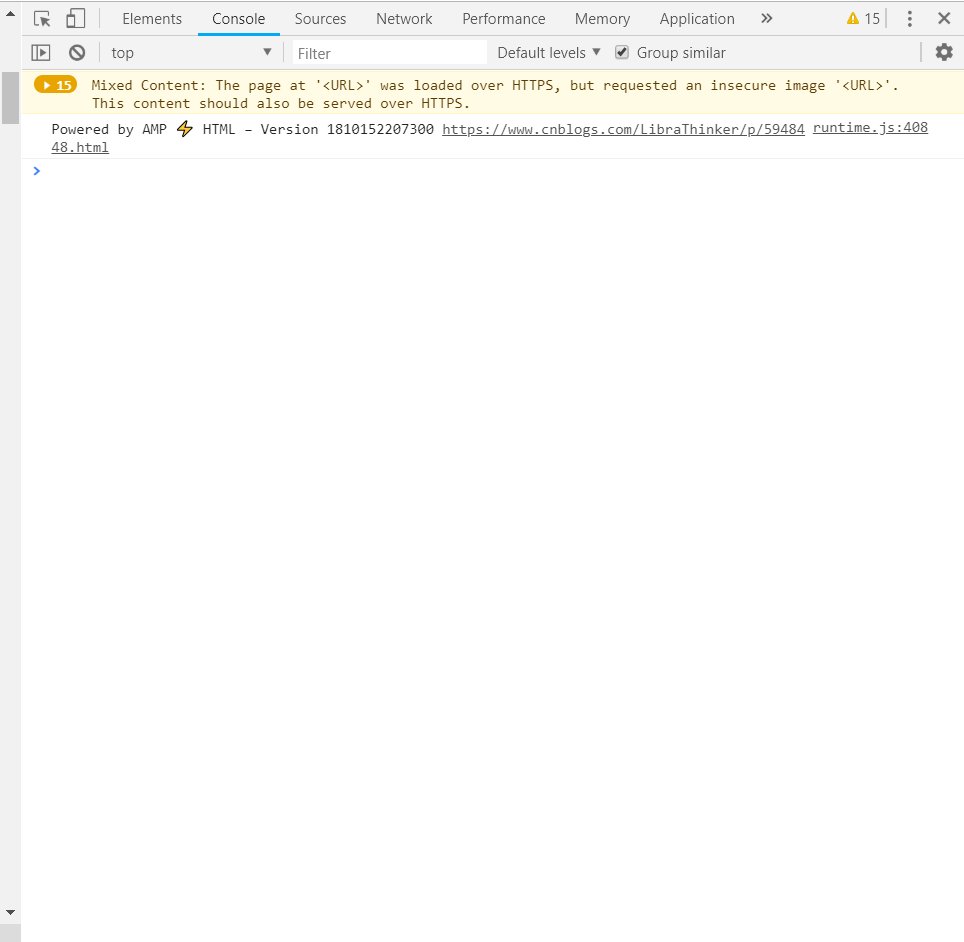 Elements Console Sources Network Performance Memory Application » 15
top Filter Default levels Group similar
15 Mixed Content: The page at '<URL>' was loaded over HTTPS, but requested an insecure image '<URL>'.
This content should also be served over HTTPS.
Powered by AMP ⚡ HTML – Version 1810152207300 https://www.cnblogs.com/LibraThinker/p/59484 runtime.js:408
48.html